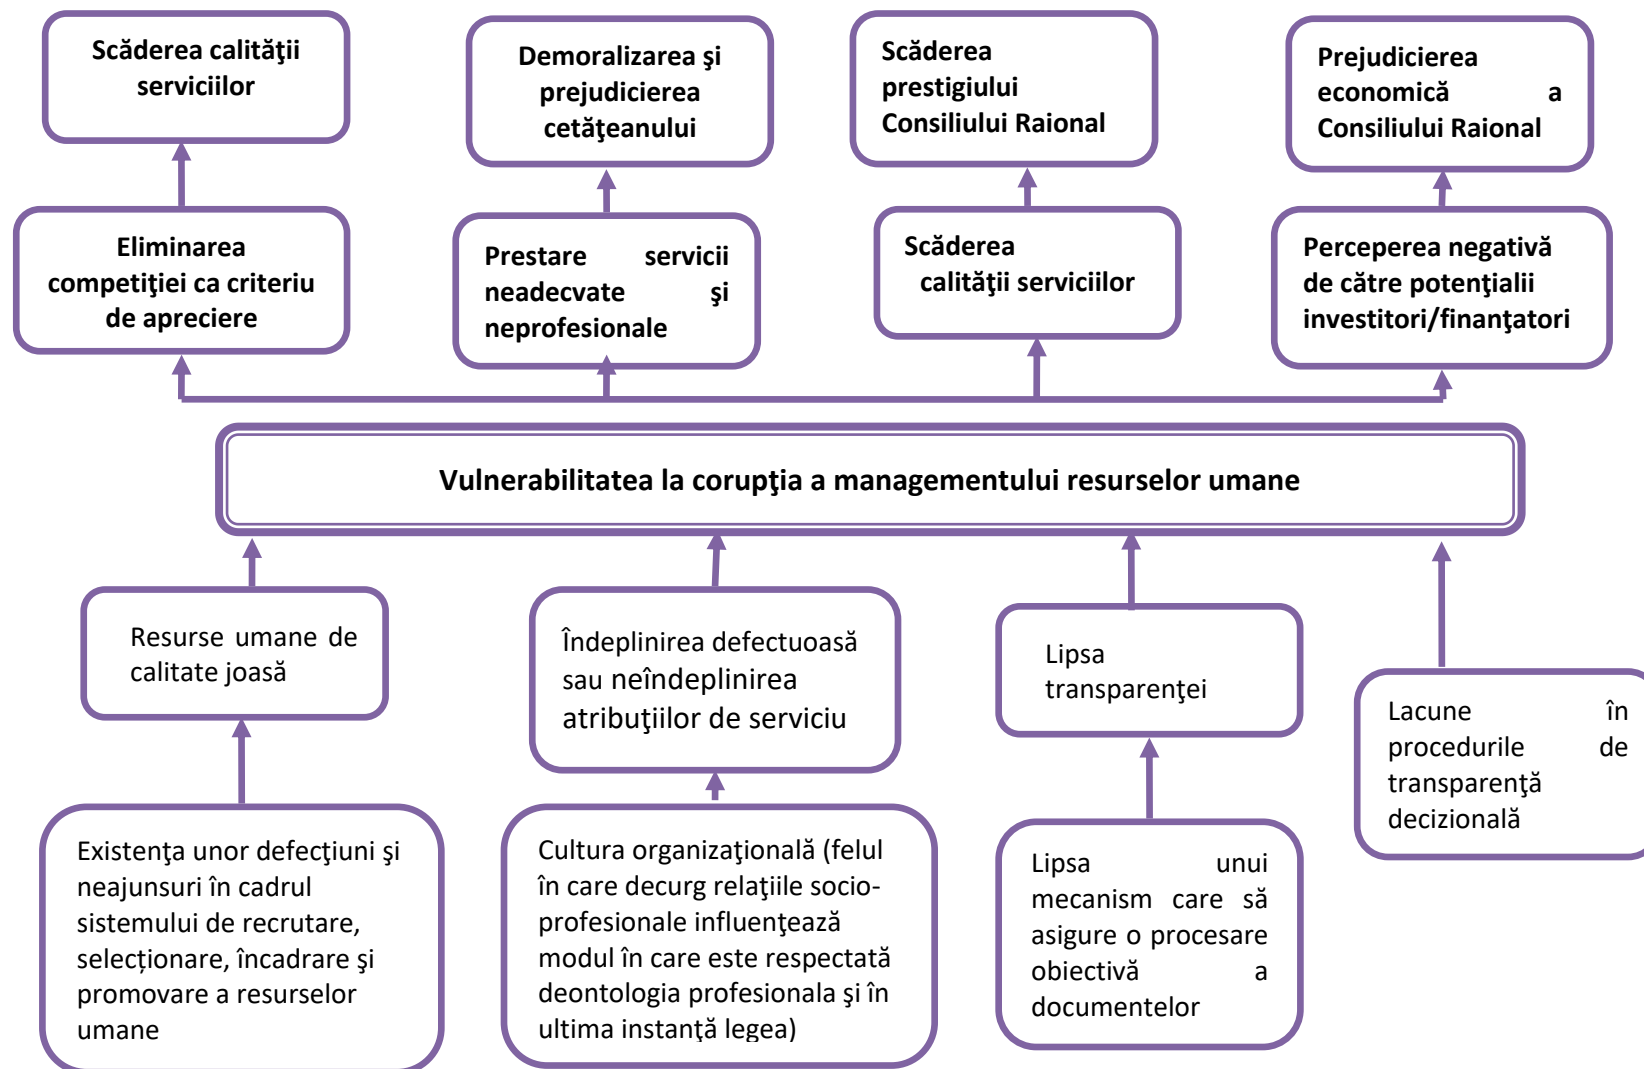 Scăderea calităţii
serviciilor
Demoralizarea şi
prejudicierea
cetăţeanului
Scăderea
prestigiului
Consiliului Raional
Prejudicierea
economică a
Consiliului Raional
Eliminarea
competiţiei ca criteriu
de apreciere
Prestare servicii
neadecvate şi
neprofesionale
Scăderea
calităţii serviciilor
Perceperea negativă
de către potenţialii
investitori/finanţatori
Vulnerabilitatea la corupţia a managementului resurselor umane
Resurse umane de
calitate joasă
Îndeplinirea defectuoasă
sau neîndeplinirea
atribuţiilor de serviciu
Lipsa
transparenţei
Lacune în
procedurile de
transparenţă
decizională
Existenţa unor defecţiuni şi
neajunsuri în cadrul
sistemului de recrutare,
selecționare, încadrare şi
promovare a resurselor
umane
Cultura organizaţională (felul
în care decurg relaţiile socio-
profesionale influenţează
modul în care este respectată
deontologia profesionala şi în
ultima instanţă legea)
Lipsa unui
mecanism care să
asigure o procesare
obiectivă a
documentelor